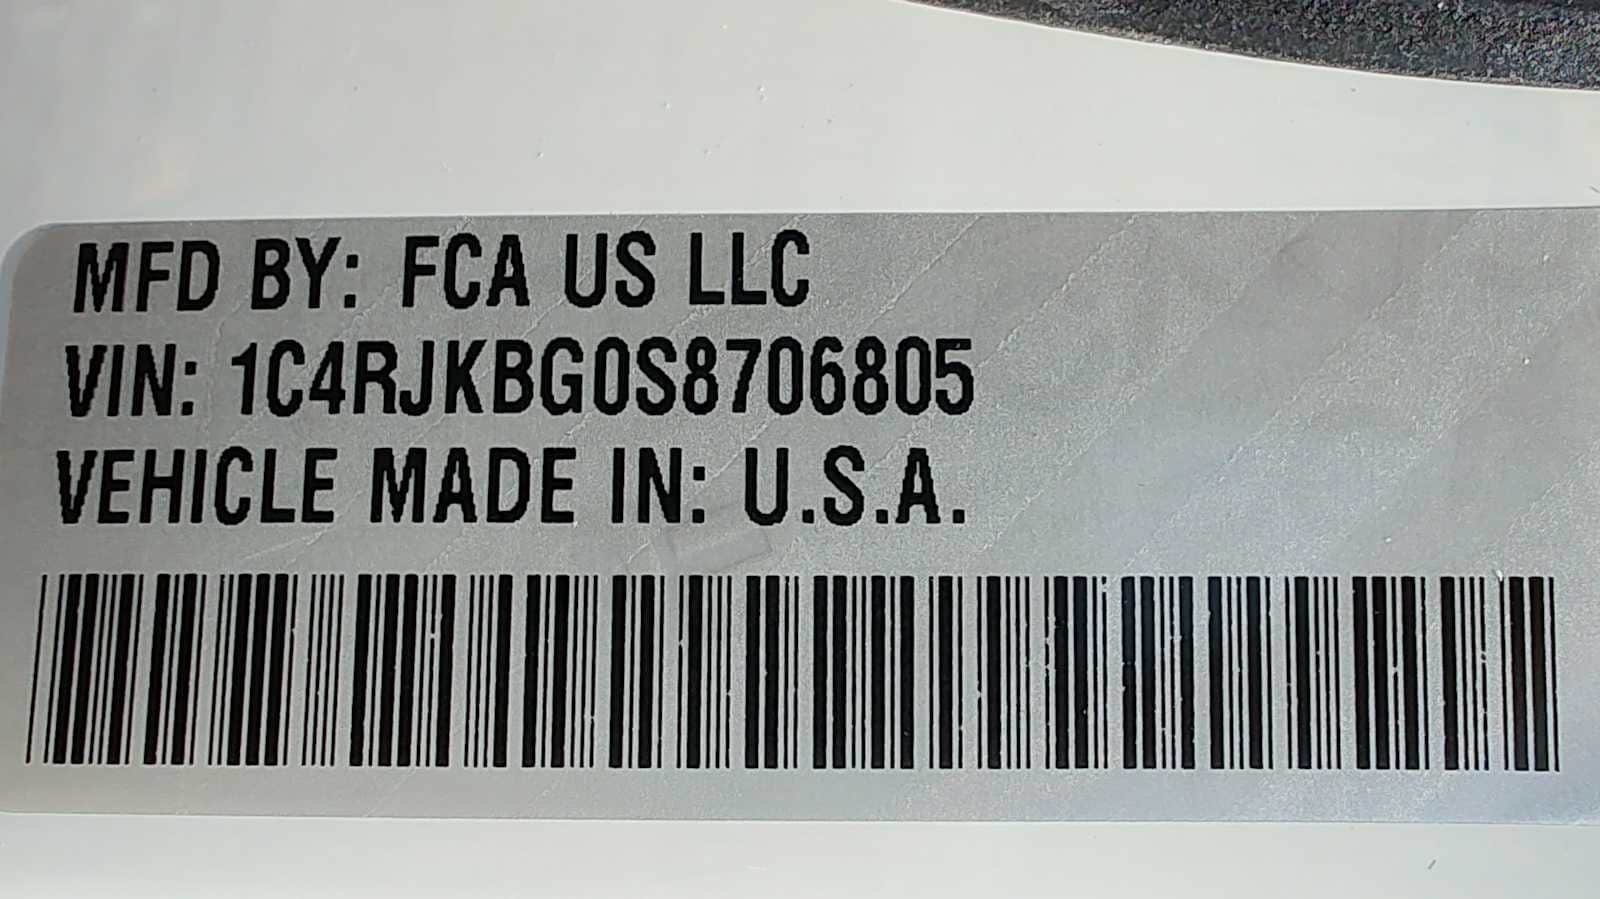 MFD BY: FCA US LLC
VIN: 1C4RJKBG0S8706805
VEHICLE MADE IN: U.S.A.